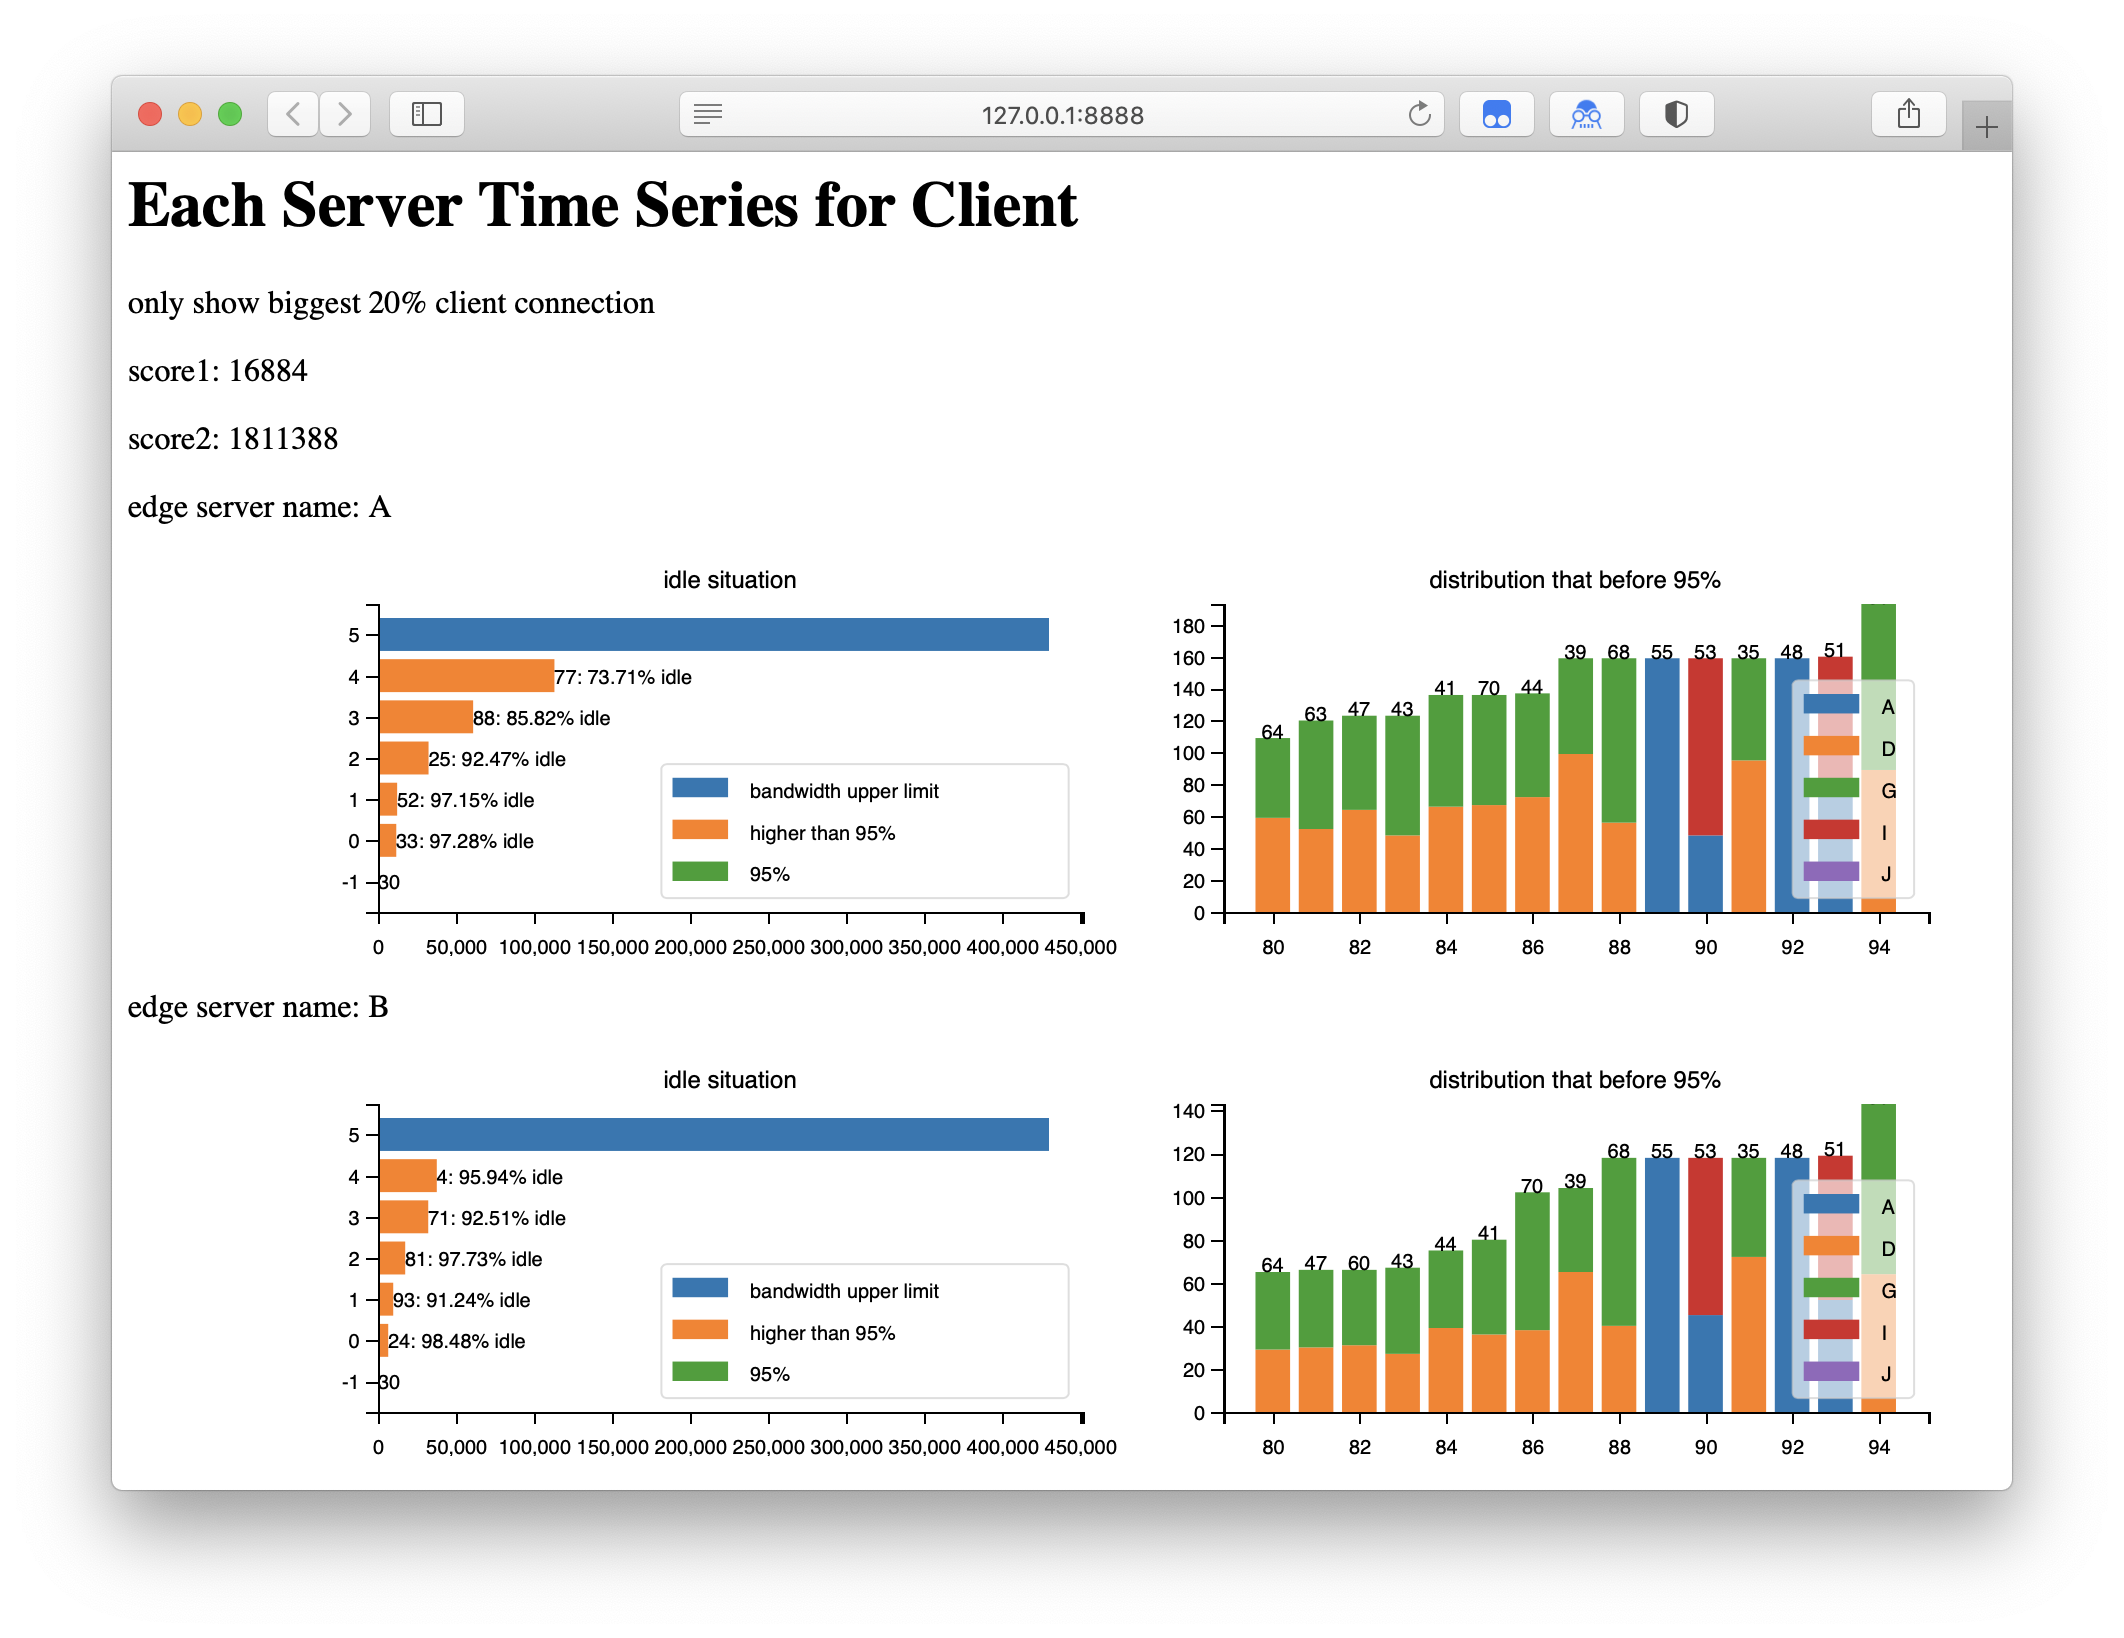 127.0.0.1:8888
Each Server Time Series for Client
only show biggest 20% client connection
score1: 16884
score2: 1811388
edge server name: A
idle situation
5
4 77: 73.71% idle
3 88: 85.82% idle
2 25: 92.47% idle
1 52: 97.15% idle
0 33: 97.28% idle
-1 30
bandwidth upper limit
higher than 95%
95%
0 50,000 100,000 150,000 200,000 250,000 300,000 350,000 400,000 450,000
distribution that before 95%
180
160
140
120
100
80
60
40
20
0
64 63 47 43 41 70 44 39 68 55 53 35 48 51
A
D
G
I
J
80 82 84 86 88 90 92 94
edge server name: B
idle situation
5
4 4: 95.94% idle
3 71: 92.51% idle
2 81: 97.73% idle
1 93: 91.24% idle
0 24: 98.48% idle
-1 30
bandwidth upper limit
higher than 95%
95%
0 50,000 100,000 150,000 200,000 250,000 300,000 350,000 400,000 450,000
distribution that before 95%
140
120
100
80
60
40
20
0
64 47 60 43 44 41 70 39 68 55 53 35 48 51
A
D
G
I
J
80 82 84 86 88 90 92 94